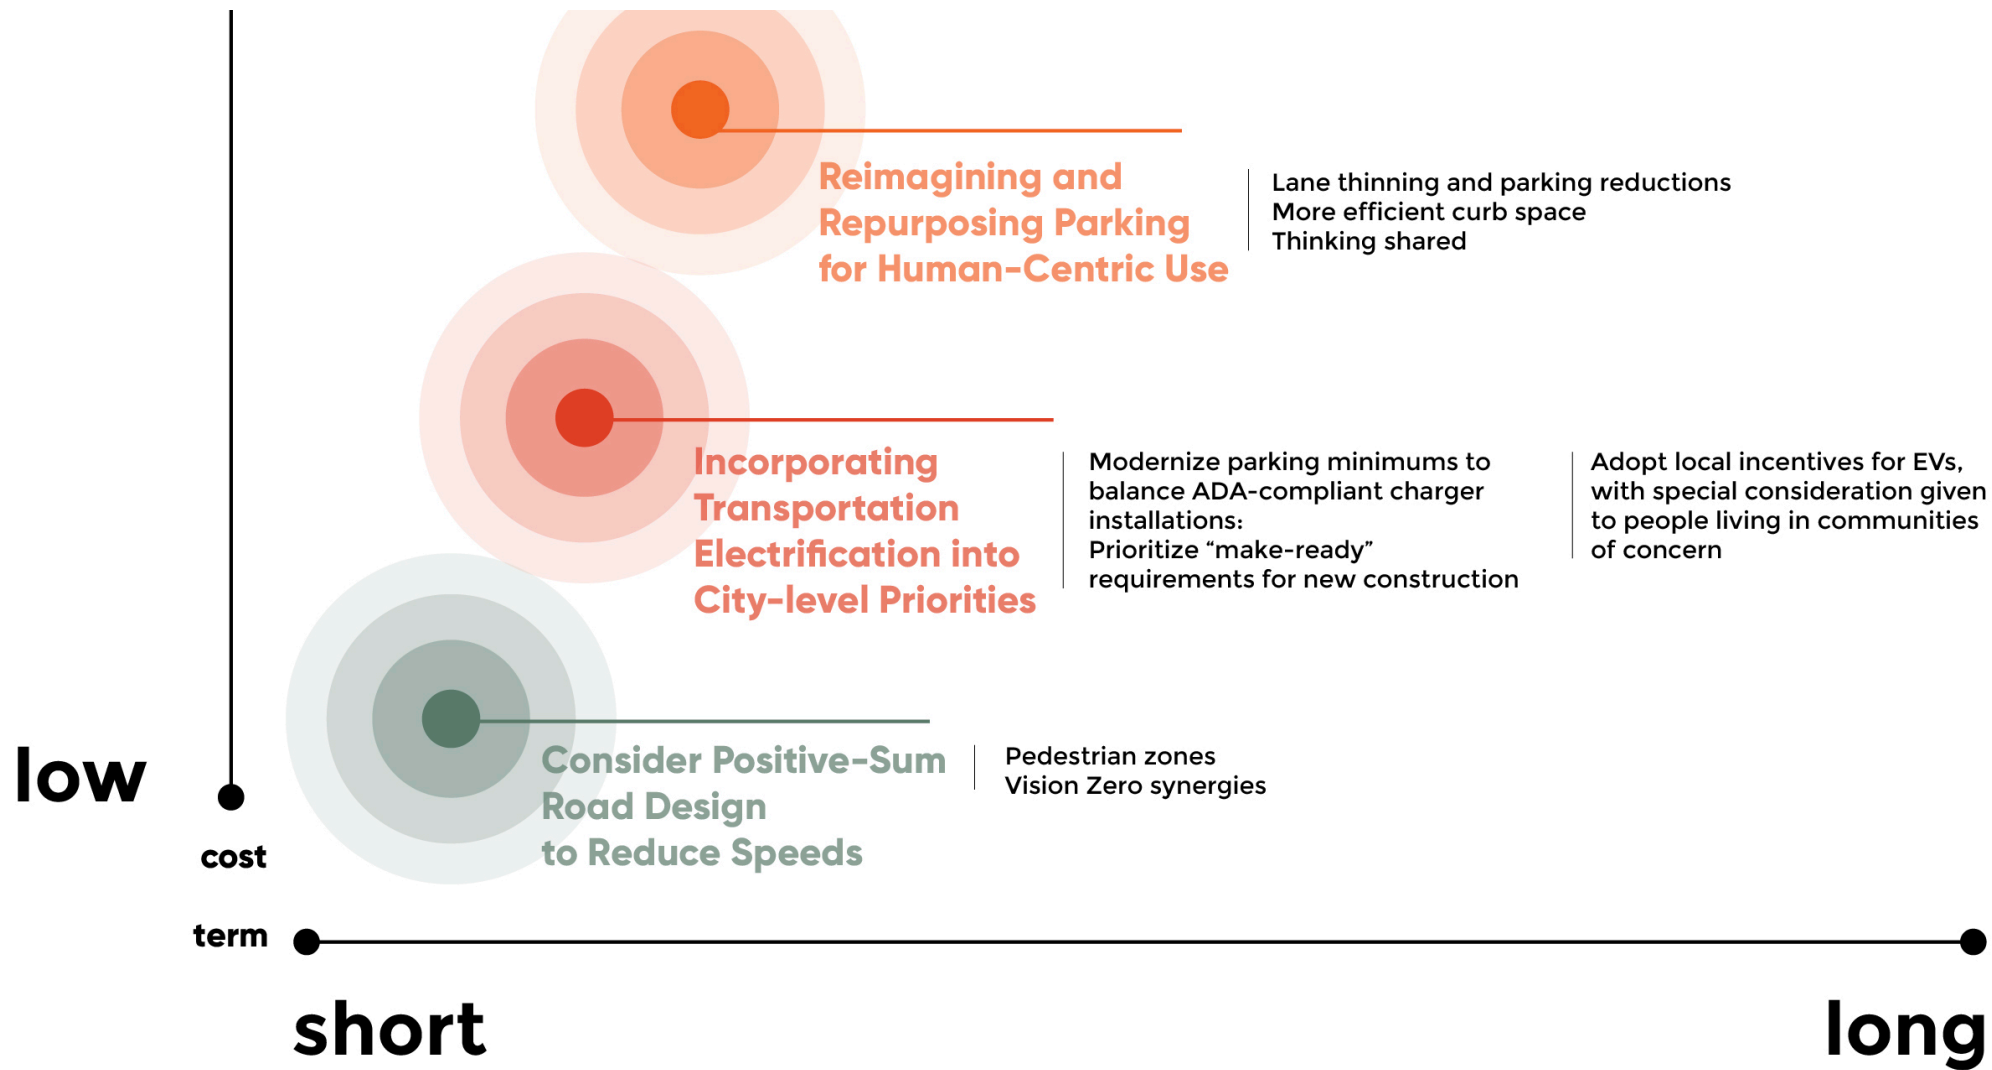 Reimagining and
Repurposing Parking
for Human-Centric Use
Lane thinning and parking reductions
More efficient curb space
Thinking shared
Incorporating
Transportation
Electrification into
City-level Priorities
Modernize parking minimums to
balance ADA-compliant charger
installations:
Prioritize “make-ready”
requirements for new construction
Adopt local incentives for EVs,
with special consideration given
to people living in communities
of concern
Consider Positive-Sum
Road Design
to Reduce Speeds
Pedestrian zones
Vision Zero synergies
low
cost
term
short
long